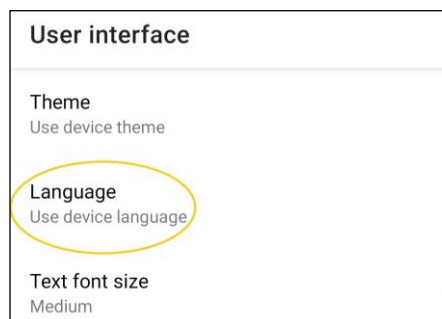 User interface
Theme
Use device theme
Language
Use device language
Text font size
Medium